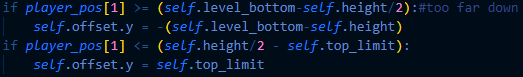 if player_pos[1] >= (self.level_bottom-self.height/2):#too far down
self.offset.y = -(self.level_bottom-self.height)
if player_pos[1] <= (self.height/2 - self.top_limit):
self.offset.y = self.top_limit